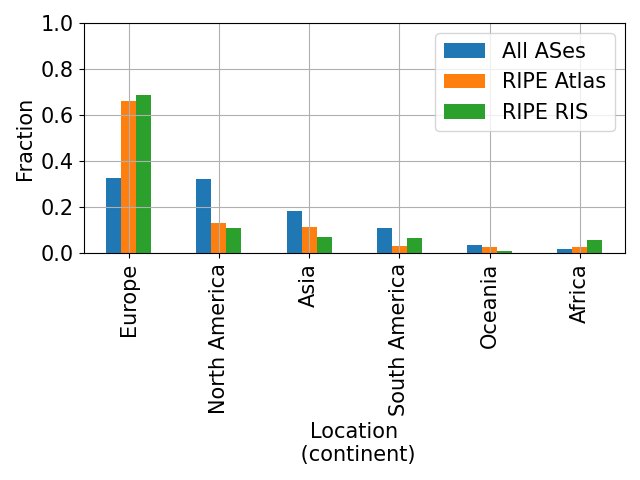 1.0
0.8
0.6
0.4
0.2
0.0
Fraction
All ASes
RIPE Atlas
RIPE RIS
Europe
North America
Asia
South America
Oceania
Africa
Location
(continent)